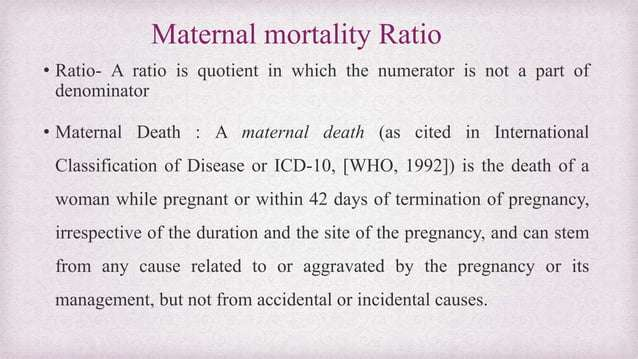 Maternal mortality Ratio
• Ratio- A ratio is quotient in which the numerator is not a part of
denominator
• Maternal Death : A maternal death (as cited in International
Classification of Disease or ICD-10, [WHO, 1992]) is the death of a
woman while pregnant or within 42 days of termination of pregnancy,
irrespective of the duration and the site of the pregnancy, and can stem
from any cause related to or aggravated by the pregnancy or its
management, but not from accidental or incidental causes.